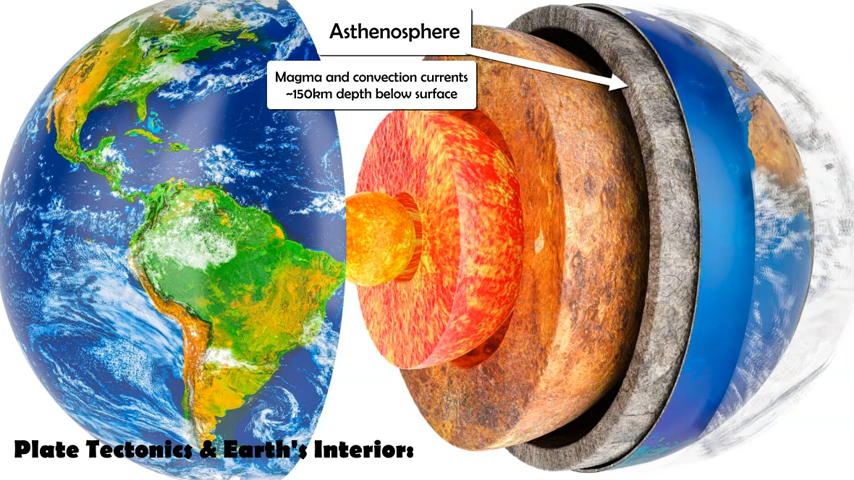 Asthenosphere
Magma and convection currents
~150km depth below surface
Plate Tectonics & Earth's Interior: